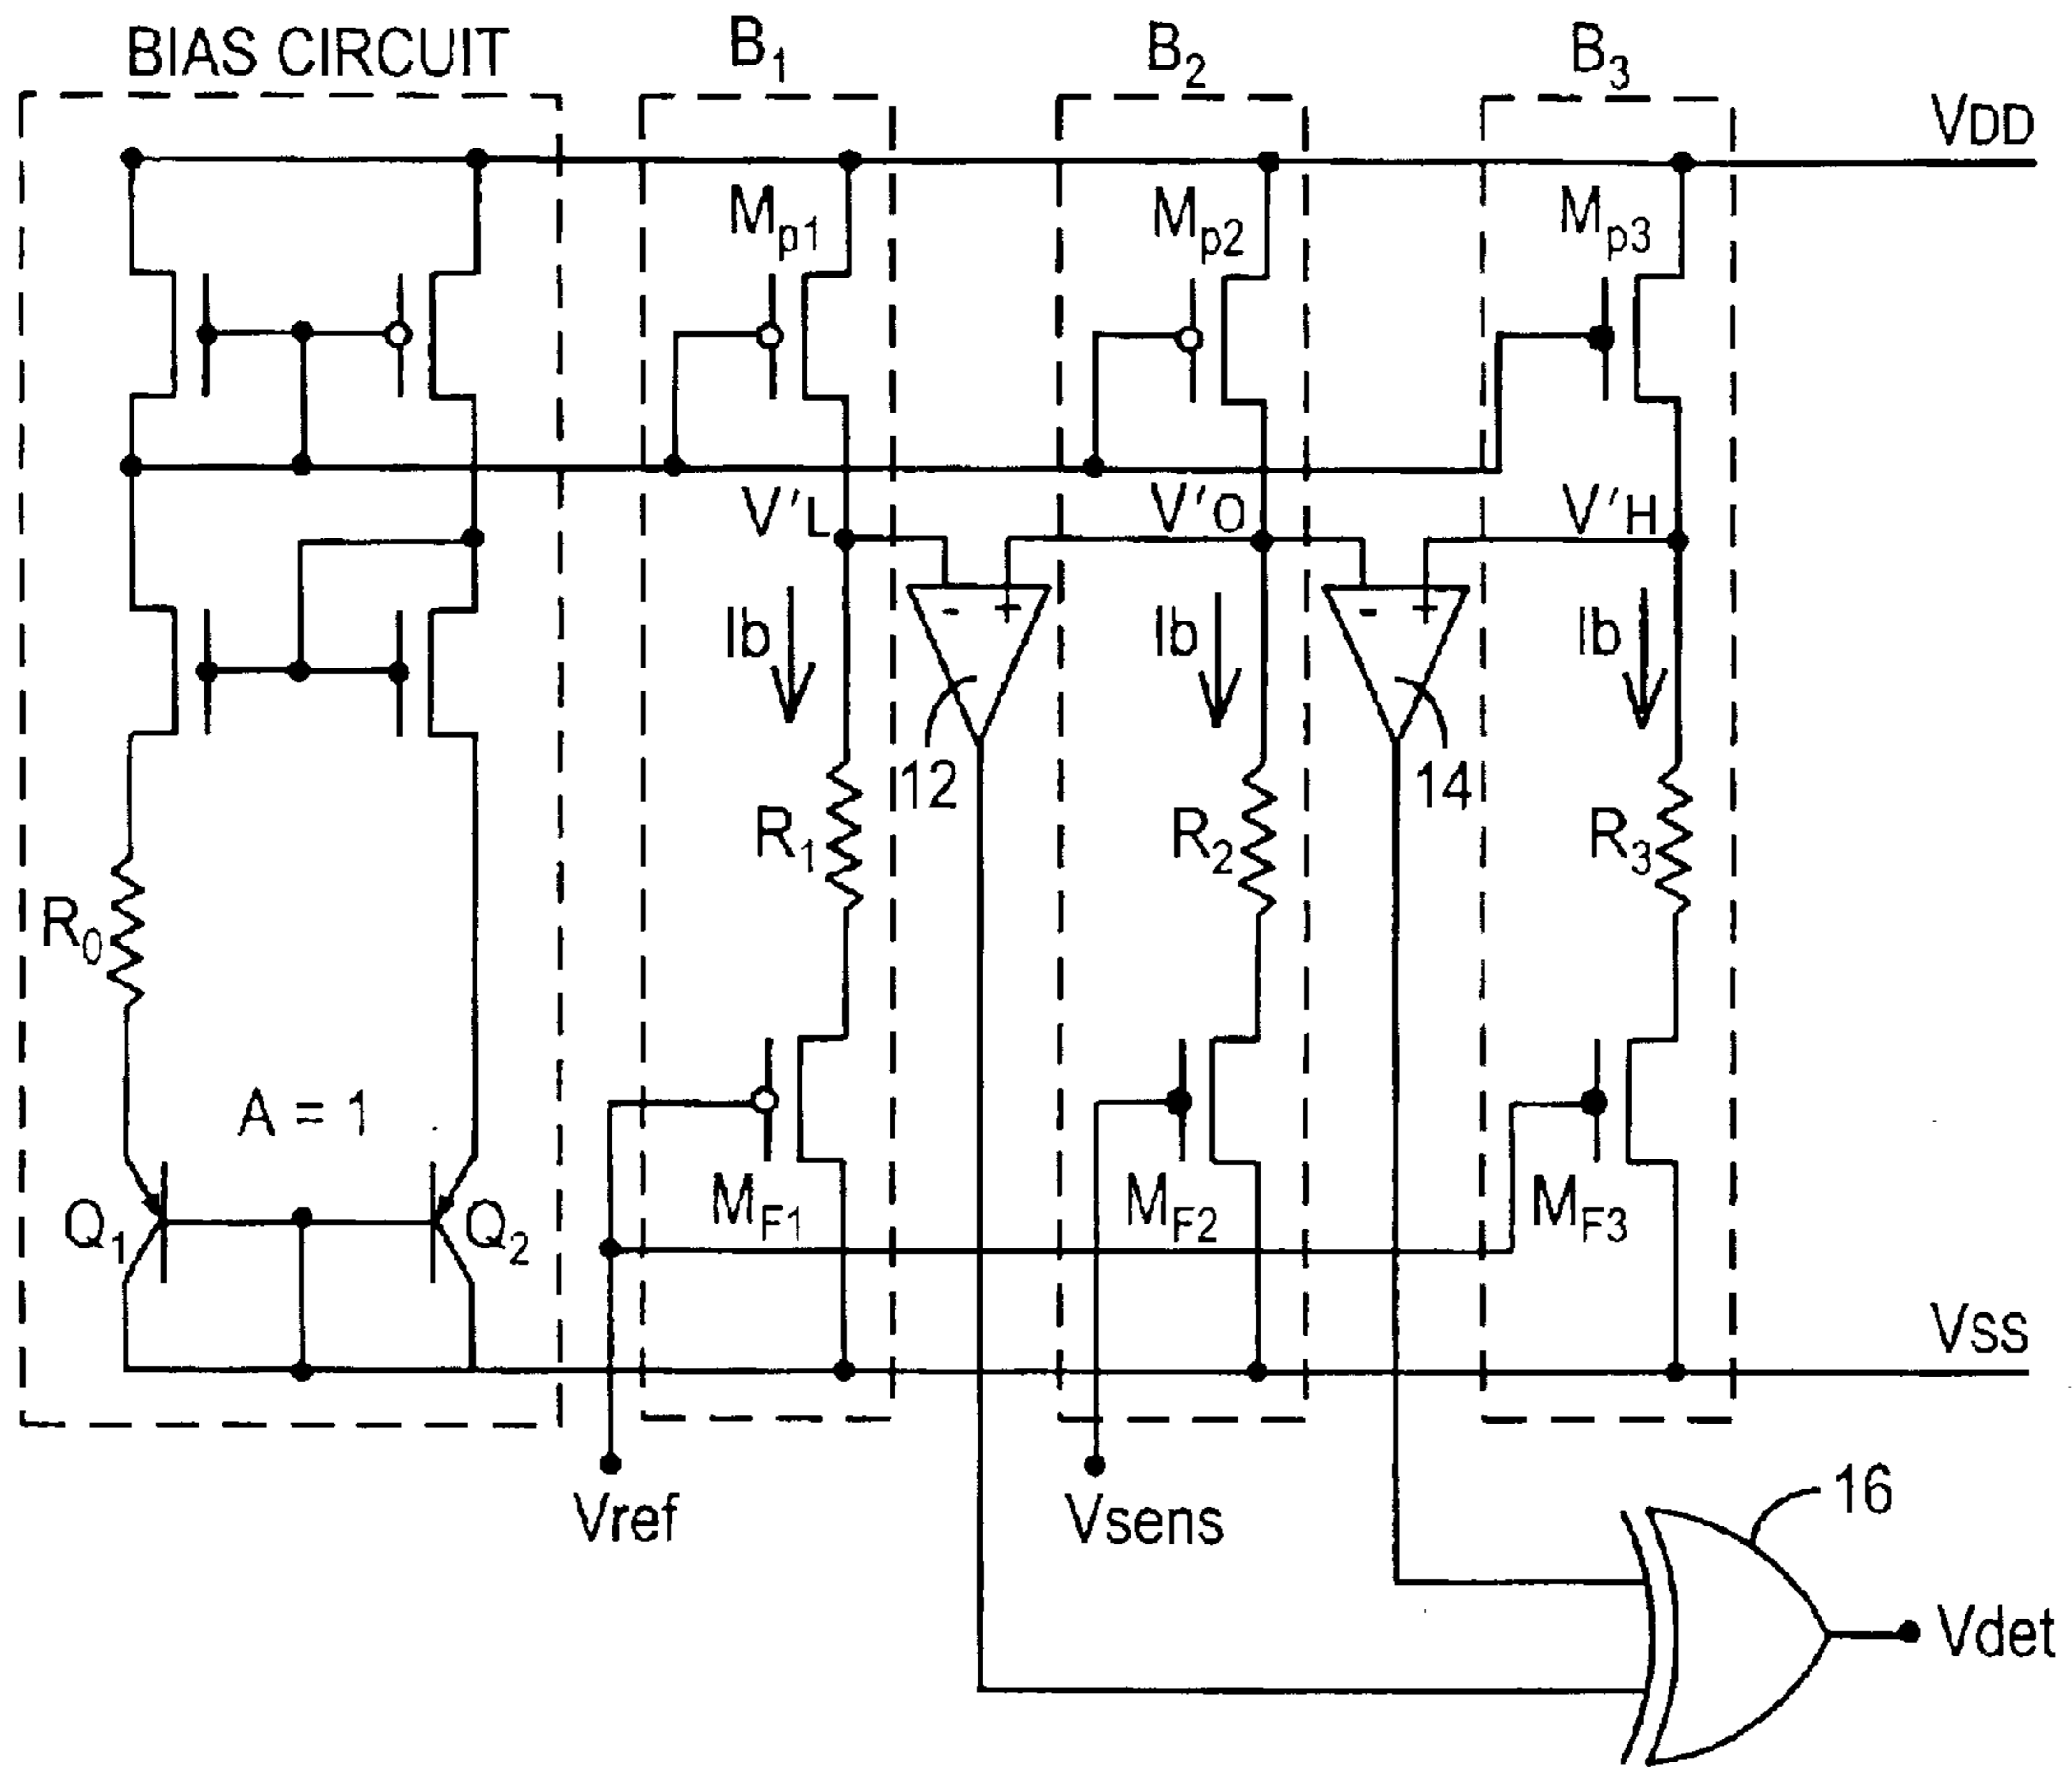 BIAS CIRCUIT
B1
B2
B3
VDD
Mp1
Mp2
Mp3
V'L
V'O
V'H
Ib
- +
Ib
- +
Ib
12
14
R1
R2
R3
R0
A = 1
Q1
Q2
MF1
MF2
MF3
VSS
Vref
Vsens
16
Vdet